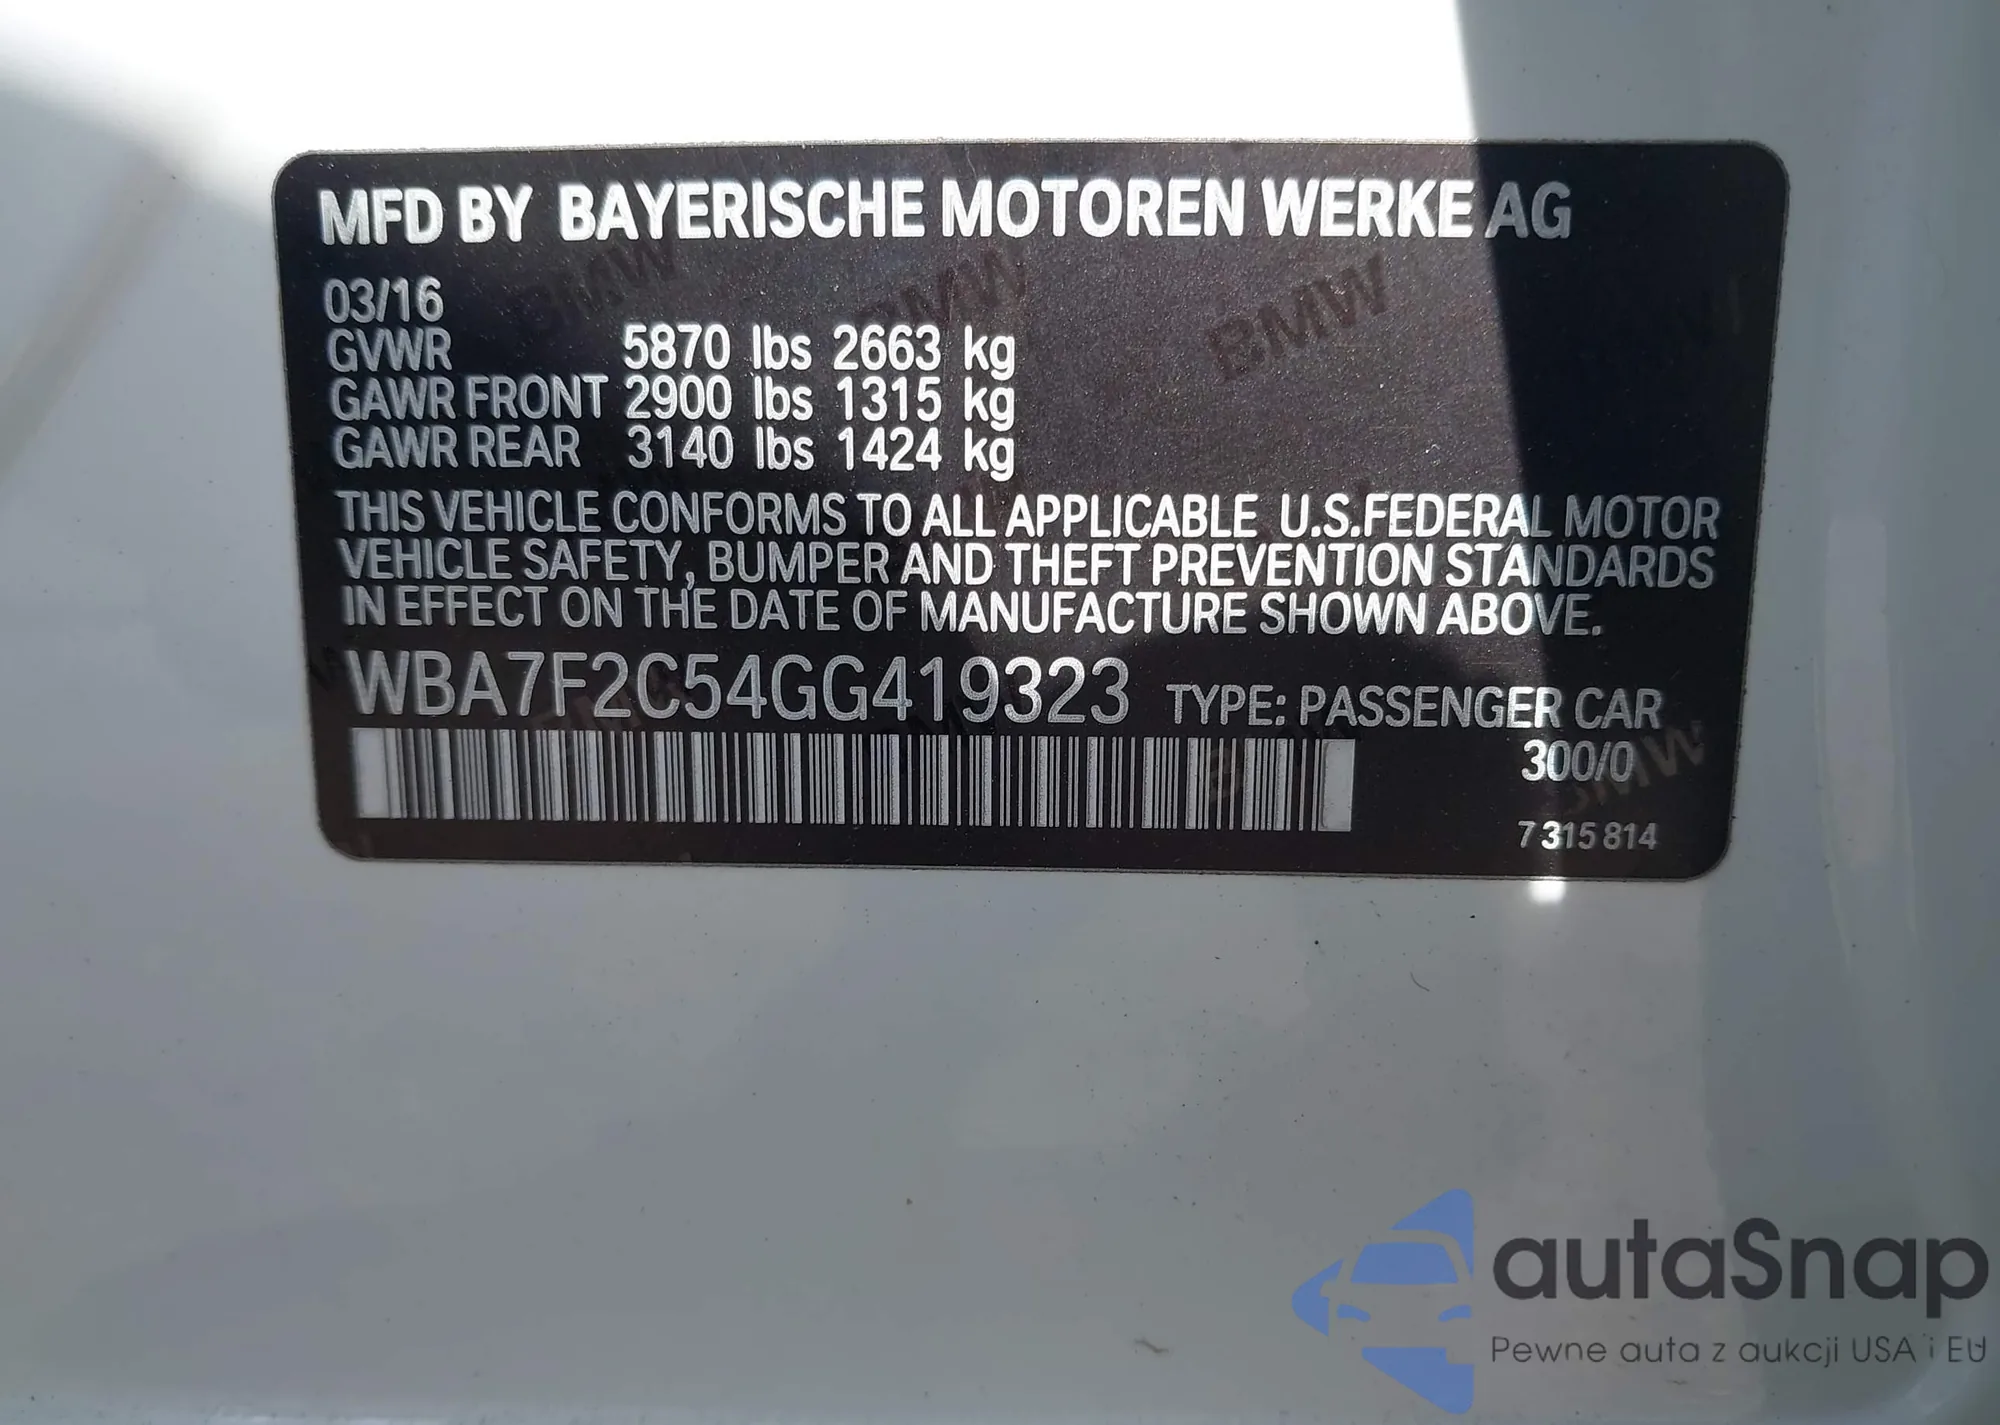 MFD BY BAYERISCHE MOTOREN WERKE AG
03/16
GVWR 5870 lbs 2663 kg
GAWR FRONT 2900 lbs 1315 kg
GAWR REAR 3140 lbs 1424 kg
THIS VEHICLE CONFORMS TO ALL APPLICABLE U.S.FEDERAL MOTOR
VEHICLE SAFETY, BUMPER AND THEFT PREVENTION STANDARDS
IN EFFECT ON THE DATE OF MANUFACTURE SHOWN ABOVE.
WBA7F2C54GG419323 TYPE: PASSENGER CAR
300/0
7 315 814
autaSnap
Pewne auta z aukcji USA i EU